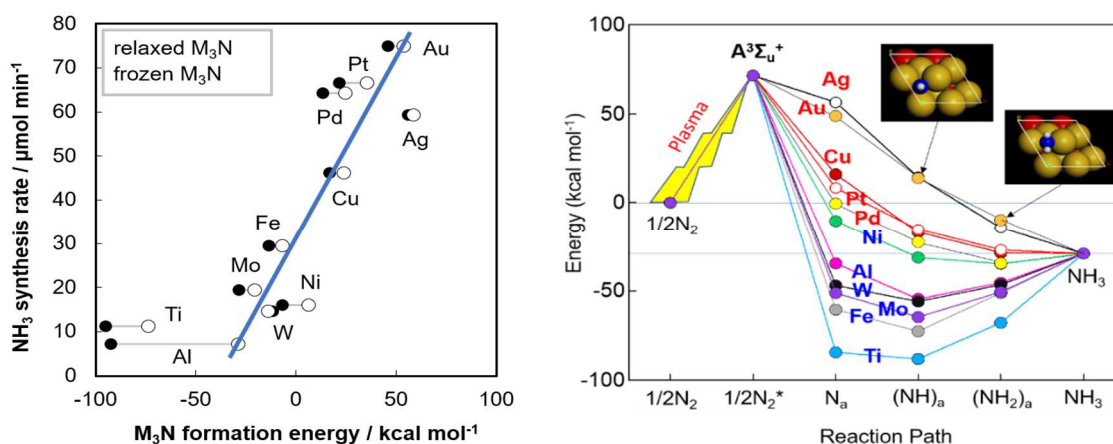 NH₃ synthesis rate / µmol min⁻¹
80
70
60
50
40
30
20
10
0
relaxed M₃N
frozen M₃N
Au
Pt
Pd
Ag
Cu
Fe
Mo
Ni
Ti
W
Al
-100 -50 0 50 100
M₃N formation energy / kcal mol⁻¹
Energy (kcal mol⁻¹)
100
50
0
-50
-100
A³Σᵤ⁺
Plasma
1/2N₂
Ag
Au
Cu
Pt
Pd
Ni
Al
W
Mo
Fe
Ti
NH₃
1/2N₂ 1/2N₂* Nₐ (NH)ₐ (NH₂)ₐ NH₃
Reaction Path